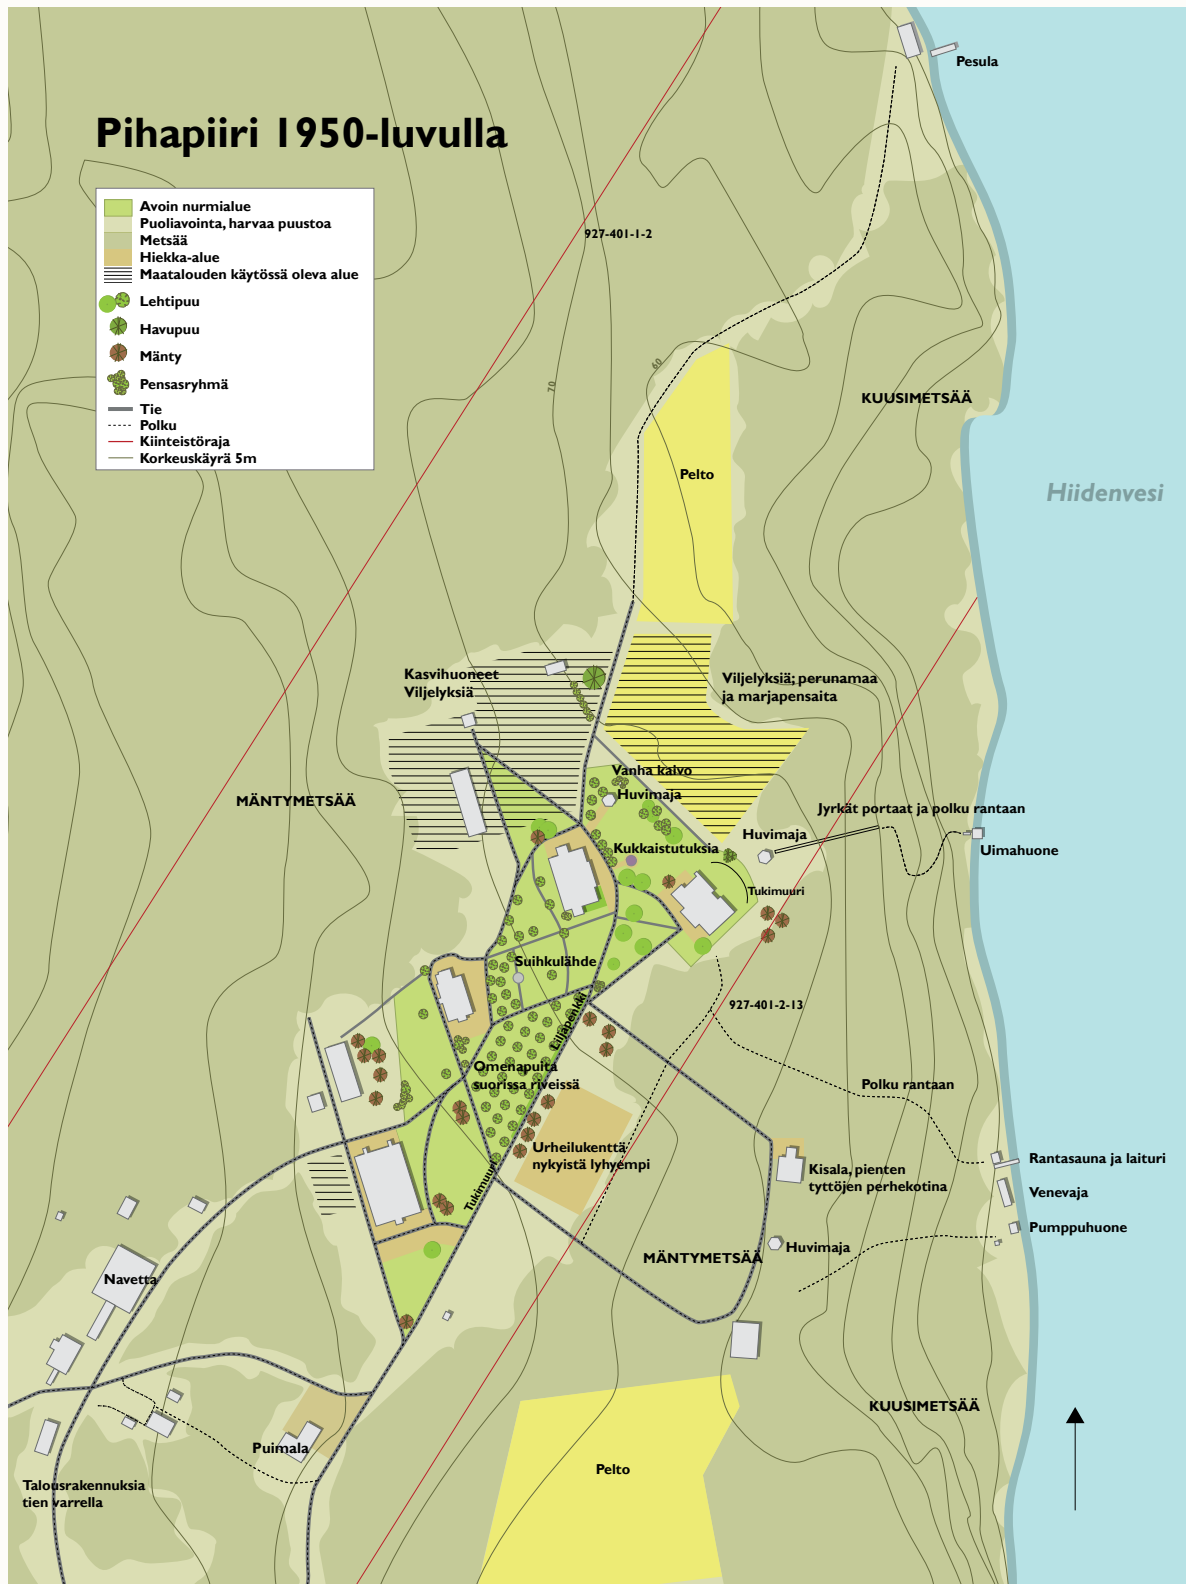 Pesula
Pihapiiri 1950-luvulla
Avoin nurmialue
Puoliavointa, harvaa puustoa
Metsää
Hiekka-alue
Maatalouden käytössä oleva alue
Lehtipuu
Havupuu
Mänty
Pensasryhmä
Tie
Polku
Kiinteistöraja
Korkeuskäyrä 5m
927-401-1-2
60
70
KUUSIMETSÄÄ
Pelto
Hiidenvesi
Kasvihuoneet
Viljelyksiä
Viljelyksiä; perunamaa
ja marjapensaita
Vanha kaivo
Huvimaja
MÄNTYMETSÄÄ
Jyrkät portaat ja polku rantaan
Huvimaja
Uimahuone
Kukkaistutuksia
Tukimuuri
Suihkulähde
927-401-2-13
Liljapenkki
Omenapuita
suorissa riveissä
Polku rantaan
Urheilukenttä
nykyistä lyhyempi
Kisala, pienten
tyttöjen perhekotina
Rantasauna ja laituri
Venevaja
Pumppuhuone
Tukimuuri
Huvimaja
MÄNTYMETSÄÄ
Navetta
KUUSIMETSÄÄ
Puimala
Pelto
Talousrakennuksia
tien varrella